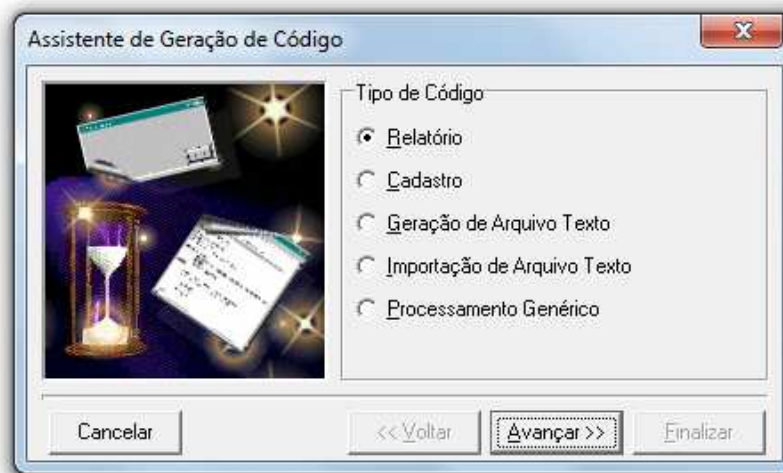 Assistente de Geração de Código
Tipo de Código
Relatório
Cadastro
Geração de Arquivo Texto
Importação de Arquivo Texto
Processamento Genérico
Cancelar
<< Voltar
Avançar >>
Finalizar